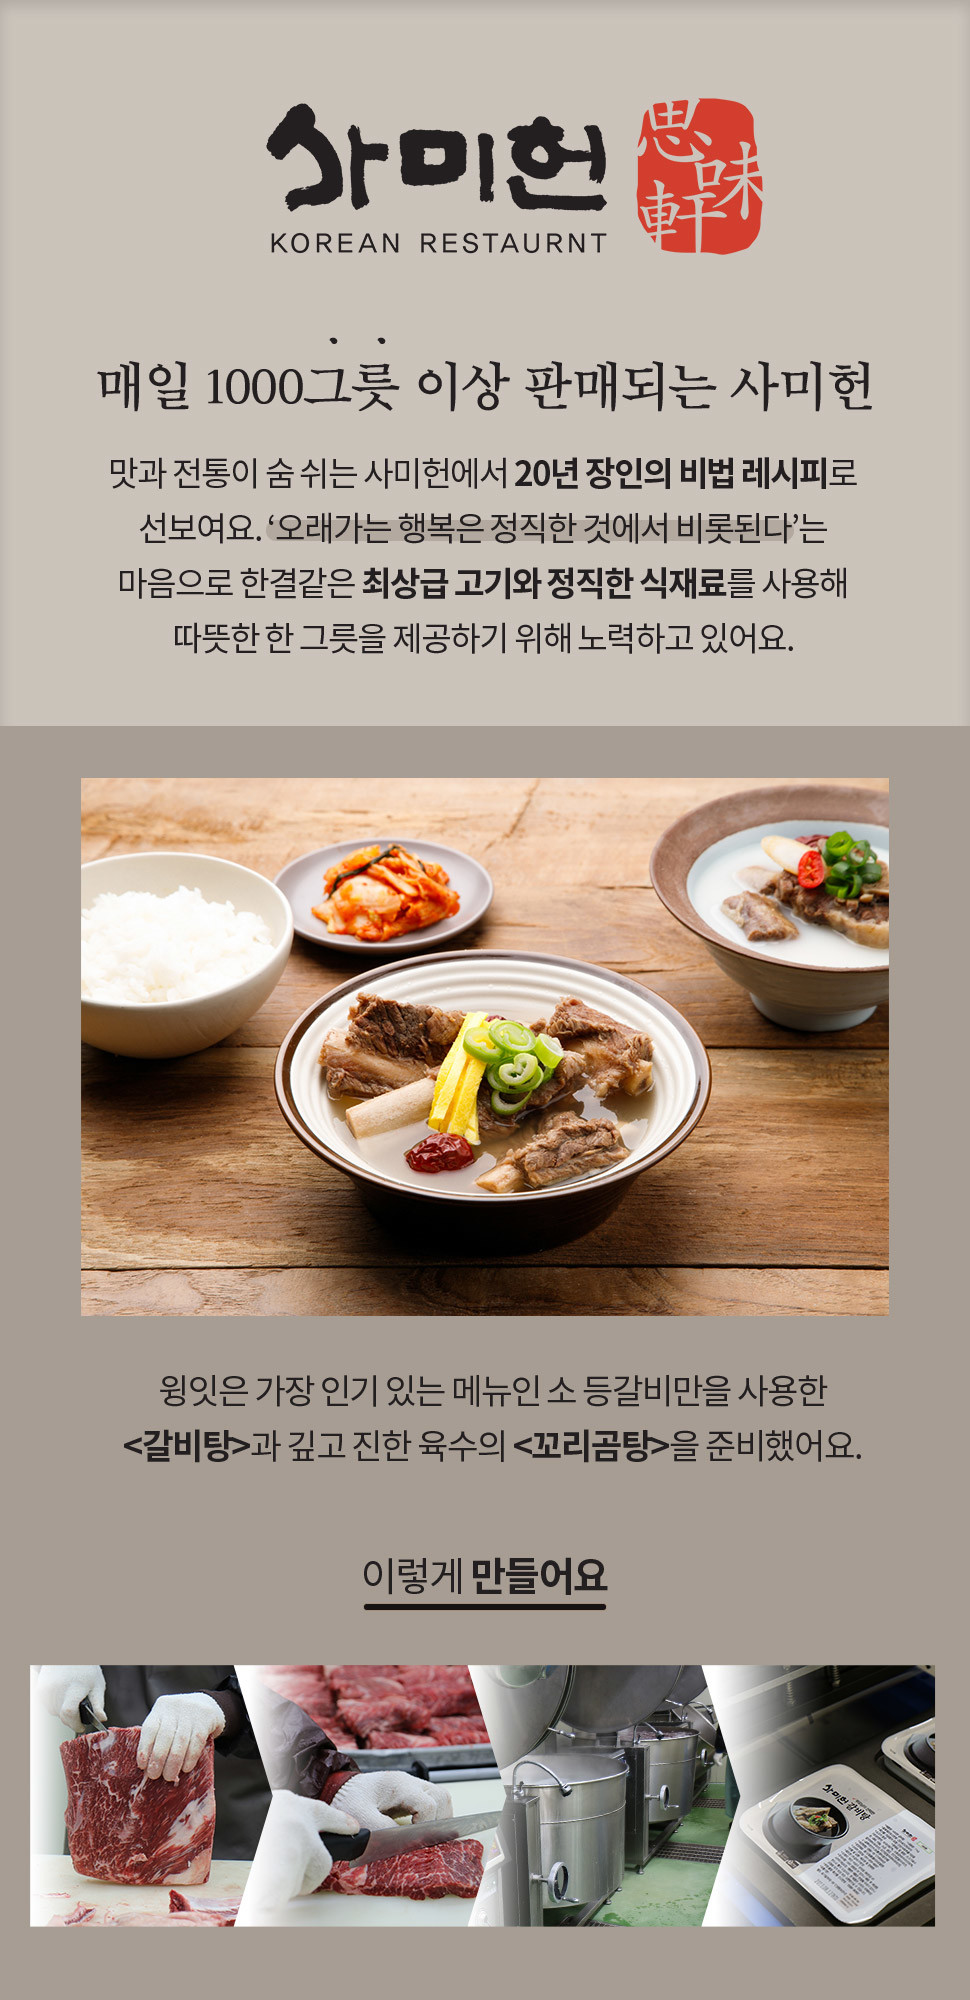 사미헌
思味軒
KOREAN RESTAURNT
매일 1000그릇 이상 판매되는 사미헌
맛과 전통이 숨 쉬는 사미헌에서 20년 장인의 비법 레시피로
선보여요. ‘오래가는 행복은 정직한 것에서 비롯된다’는
마음으로 한결같은 최상급 고기와 정직한 식재료를 사용해
따뜻한 한 그릇을 제공하기 위해 노력하고 있어요.
윙잇은 가장 인기 있는 메뉴인 소 등갈비만을 사용한
<갈비탕>과 깊고 진한 육수의 <꼬리곰탕>을 준비했어요.
이렇게 만들어요
사미헌 갈비탕